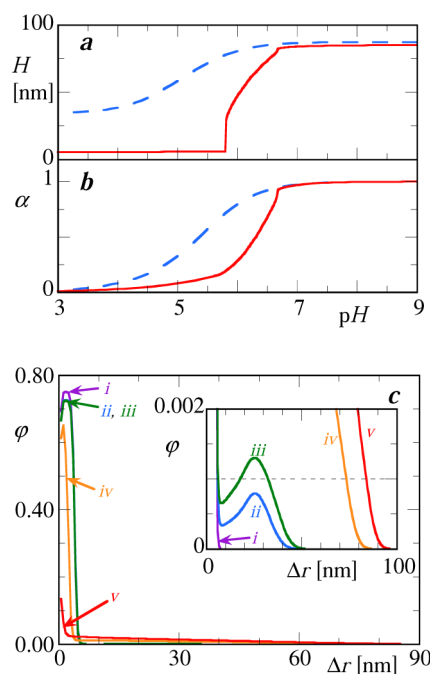 100
a
H
[nm]
0
b
1
α
0
3
5
7
9
pH
0.80
i
ii, iii
c
0.002
φ
φ
iii
iv
v
iv
0.40
ii
i
0
0
100
Δr [nm]
v
0.00
0
30
60
90
Δr [nm]